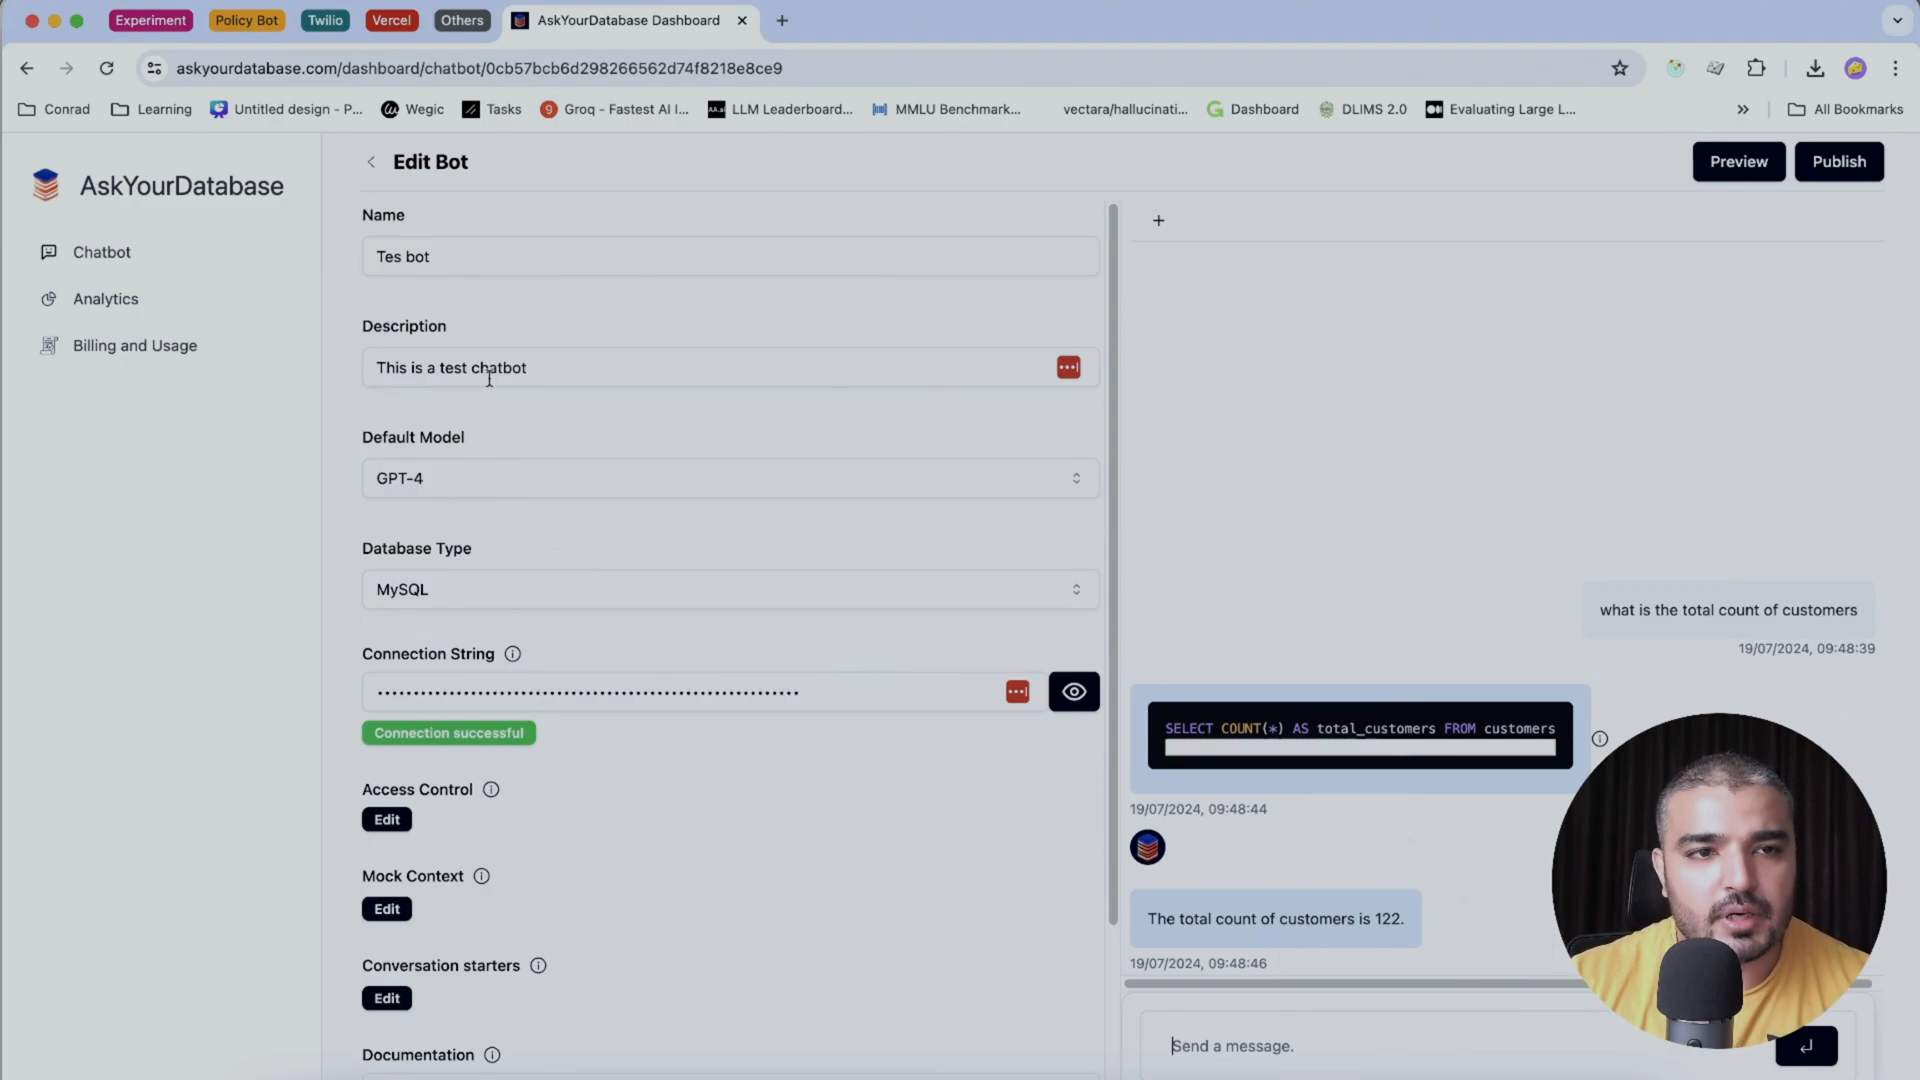 Experiment
Policy Bot
Twilio
Vercel
Others
AskYourDatabase Dashboard
askyourdatabase.com/dashboard/chatbot/0cb57bcb6d298266562d74f8218e8ce9
Conrad
Learning
Untitled design - P...
Wegic
Tasks
Groq - Fastest AI I...
LLM Leaderboard...
MMLU Benchmark...
vectara/hallucinati...
Dashboard
DLIMS 2.0
Evaluating Large L...
All Bookmarks
AskYourDatabase
Chatbot
Analytics
Billing and Usage
Edit Bot
Preview
Publish
Name
Tes bot
Description
This is a test chatbot
Default Model
GPT-4
Database Type
MySQL
Connection String
Connection successful
Access Control
Edit
Mock Context
Edit
Conversation starters
Edit
Documentation
what is the total count of customers
19/07/2024, 09:48:39
SELECT COUNT(*) AS total_customers FROM customers
19/07/2024, 09:48:44
The total count of customers is 122.
19/07/2024, 09:48:46
Send a message.